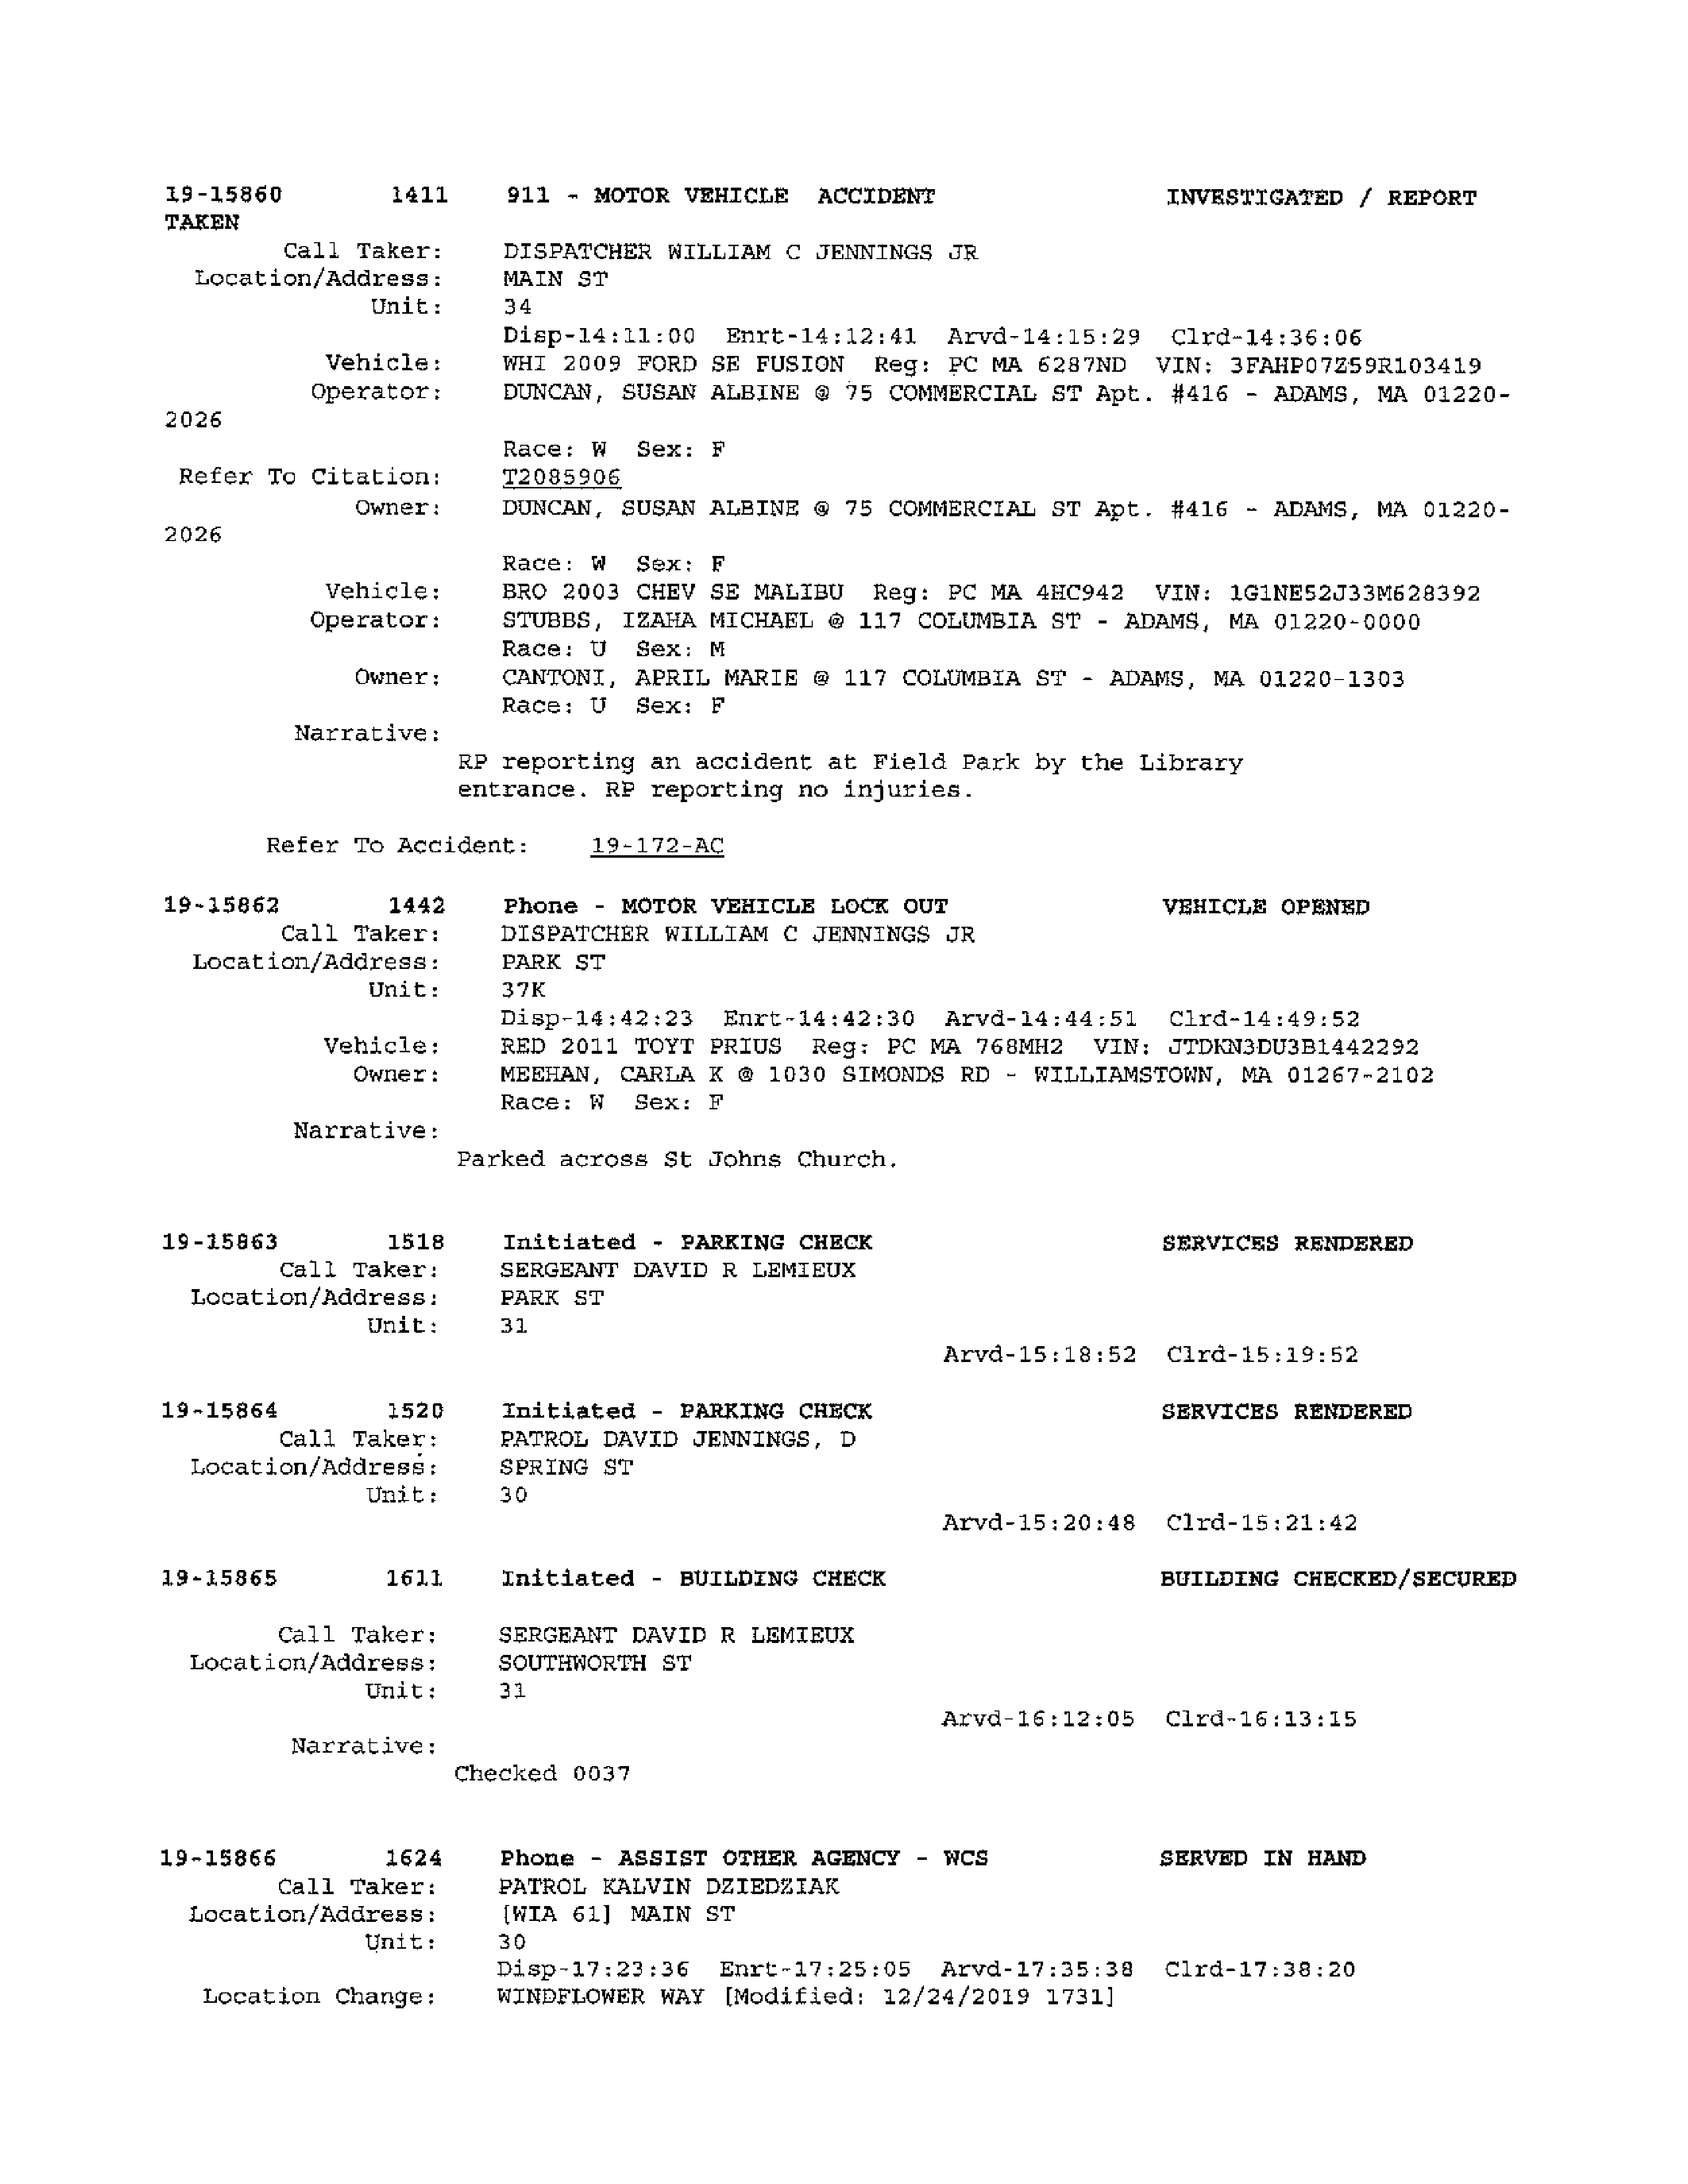 19-15860 1411 911 - MOTOR VEHICLE ACCIDENT INVESTIGATED / REPORT
TAKEN
Call Taker: DISPATCHER WILLIAM C JENNINGS JR
Location/Address: MAIN ST
Unit: 34
Disp-14:11:00 Enrt-14:12:41 Arvd-14:15:29 Clrd-14:36:06
Vehicle: WHI 2009 FORD SE FUSION Reg: PC MA 6287ND VIN: 3FAHP07Z59R103419
Operator: DUNCAN, SUSAN ALBINE @ 75 COMMERCIAL ST Apt. #416 - ADAMS, MA 01220-
2026
Race: W Sex: F
Refer To Citation: T2085906
Owner: DUNCAN, SUSAN ALBINE @ 75 COMMERCIAL ST Apt. #416 - ADAMS, MA 01220-
2026
Race: W Sex: F
Vehicle: BRO 2003 CHEV SE MALIBU Reg: PC MA 4HC942 VIN: 1G1NE52J33M628392
Operator: STUBBS, IZAHA MICHAEL @ 117 COLUMBIA ST - ADAMS, MA 01220-0000
Race: U Sex: M
Owner: CANTONI, APRIL MARIE @ 117 COLUMBIA ST - ADAMS, MA 01220-1303
Race: U Sex: F
Narrative:
RP reporting an accident at Field Park by the Library
entrance. RP reporting no injuries.
Refer To Accident: 19-172-AC
19-15862 1442 Phone - MOTOR VEHICLE LOCK OUT VEHICLE OPENED
Call Taker: DISPATCHER WILLIAM C JENNINGS JR
Location/Address: PARK ST
Unit: 37K
Disp-14:42:23 Enrt-14:42:30 Arvd-14:44:51 Clrd-14:49:52
Vehicle: RED 2011 TOYT PRIUS Reg: PC MA 768MH2 VIN: JTDKN3DU3B1442292
Owner: MEEHAN, CARLA K @ 1030 SIMONDS RD - WILLIAMSTOWN, MA 01267-2102
Race: W Sex: F
Narrative:
Parked across St Johns Church.
19-15863 1518 Initiated - PARKING CHECK SERVICES RENDERED
Call Taker: SERGEANT DAVID R LEMIEUX
Location/Address: PARK ST
Unit: 31
Arvd-15:18:52 Clrd-15:19:52
19-15864 1520 Initiated - PARKING CHECK SERVICES RENDERED
Call Taker: PATROL DAVID JENNINGS, D
Location/Address: SPRING ST
Unit: 30
Arvd-15:20:48 Clrd-15:21:42
19-15865 1611 Initiated - BUILDING CHECK BUILDING CHECKED/SECURED
Call Taker: SERGEANT DAVID R LEMIEUX
Location/Address: SOUTHWORTH ST
Unit: 31
Arvd-16:12:05 Clrd-16:13:15
Narrative:
Checked 0037
19-15866 1624 Phone - ASSIST OTHER AGENCY - WCS SERVED IN HAND
Call Taker: PATROL KALVIN DZIEDZIAK
Location/Address: [WIA 61] MAIN ST
Unit: 30
Disp-17:23:36 Enrt-17:25:05 Arvd-17:35:38 Clrd-17:38:20
Location Change: WINDFLOWER WAY [Modified: 12/24/2019 1731]